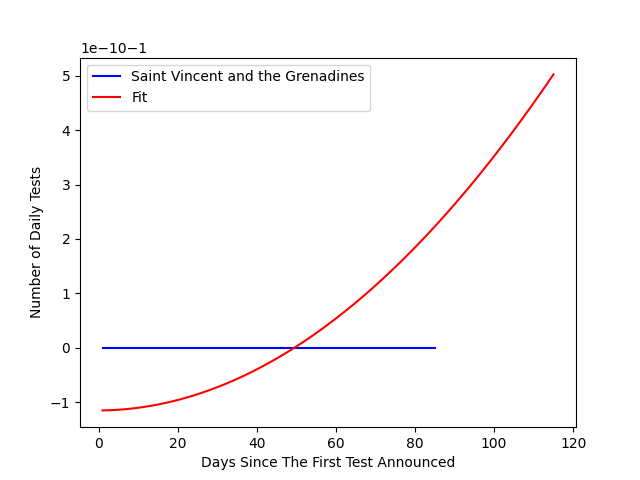 1e−10−1
Saint Vincent and the Grenadines
Fit
5
4
3
2
1
0
−1
Number of Daily Tests
0 20 40 60 80 100 120
Days Since The First Test Announced